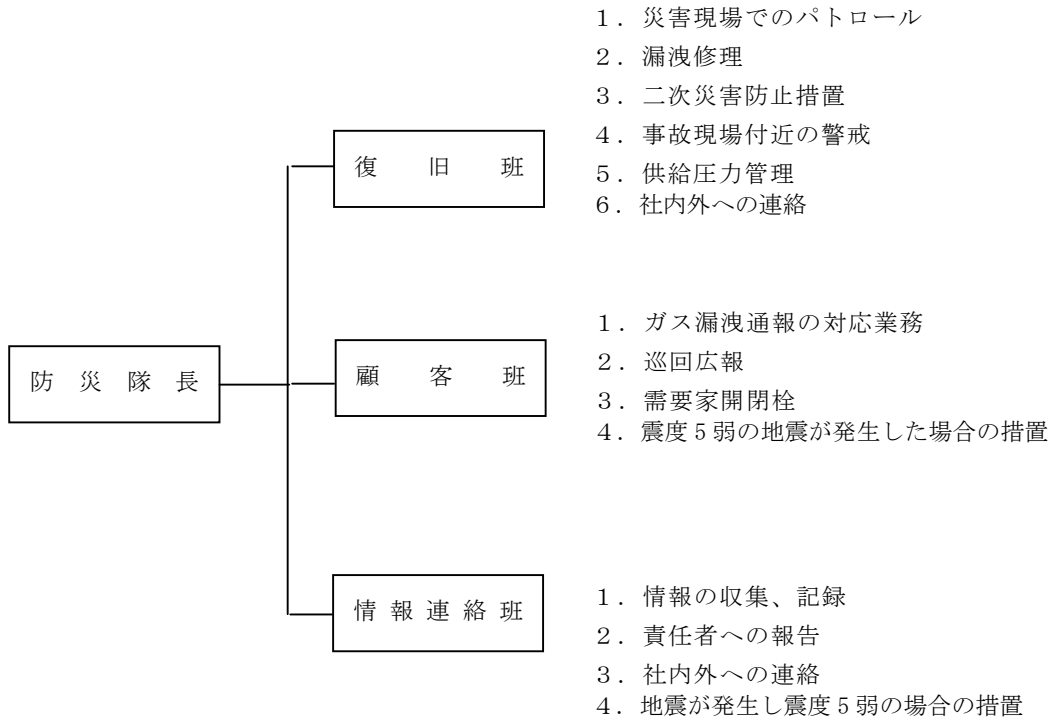 1．災害現場でのパトロール
2．漏洩修理
3．二次災害防止措置
4．事故現場付近の警戒
5．供給圧力管理
6．社内外への連絡
復旧班
1．ガス漏洩通報の対応業務
2．巡回広報
3．需要家開閉栓
4．震度5弱の地震が発生した場合の措置
防災隊長
顧客班
1．情報の収集、記録
2．責任者への報告
3．社内外への連絡
4．地震が発生し震度5弱の場合の措置
情報連絡班